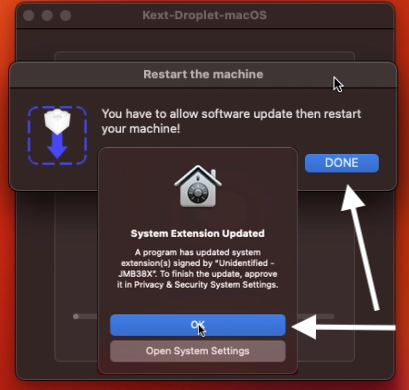 Kext-Droplet-macOS
Restart the machine
You have to allow software update then restart
your machine!
DONE
System Extension Updated
A program has updated system
extension(s) signed by "Unidentified -
JMB38X". To finish the update, approve
it in Privacy & Security System Settings.
OK
Open System Settings